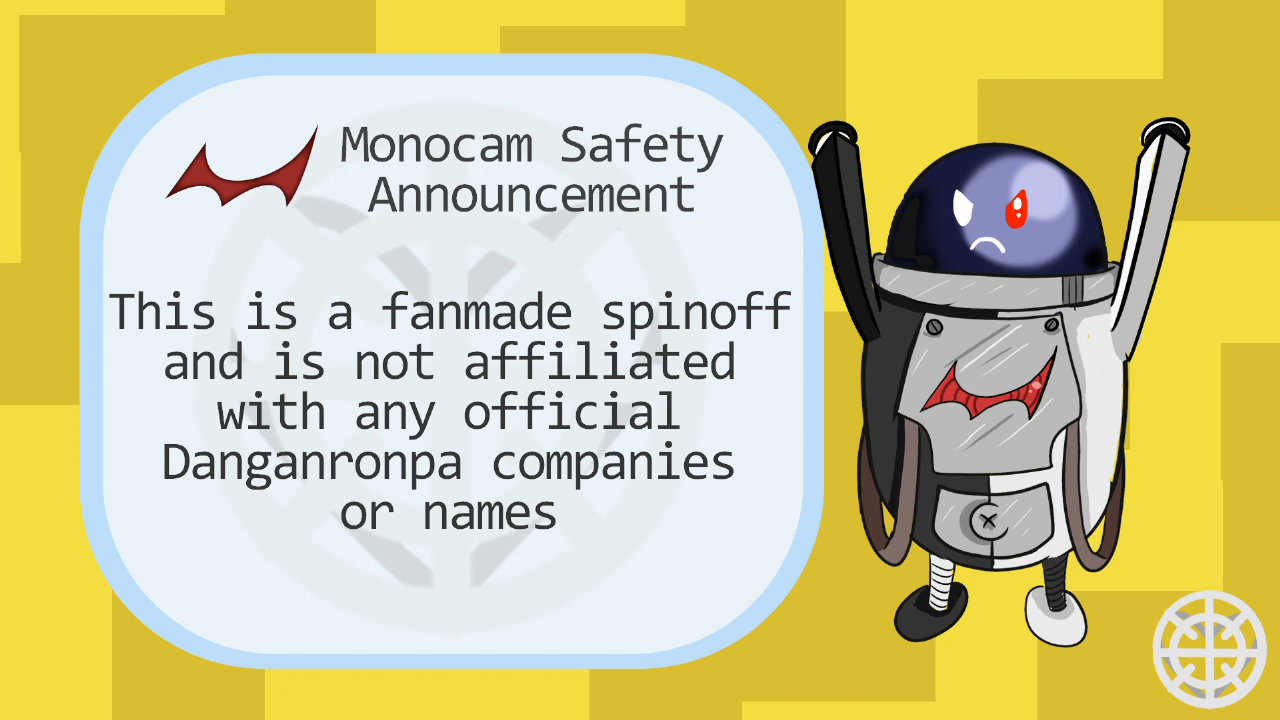 Monocam Safety
Announcement
This is a fanmade spinoff
and is not affiliated
with any official
Danganronpa companies
or names